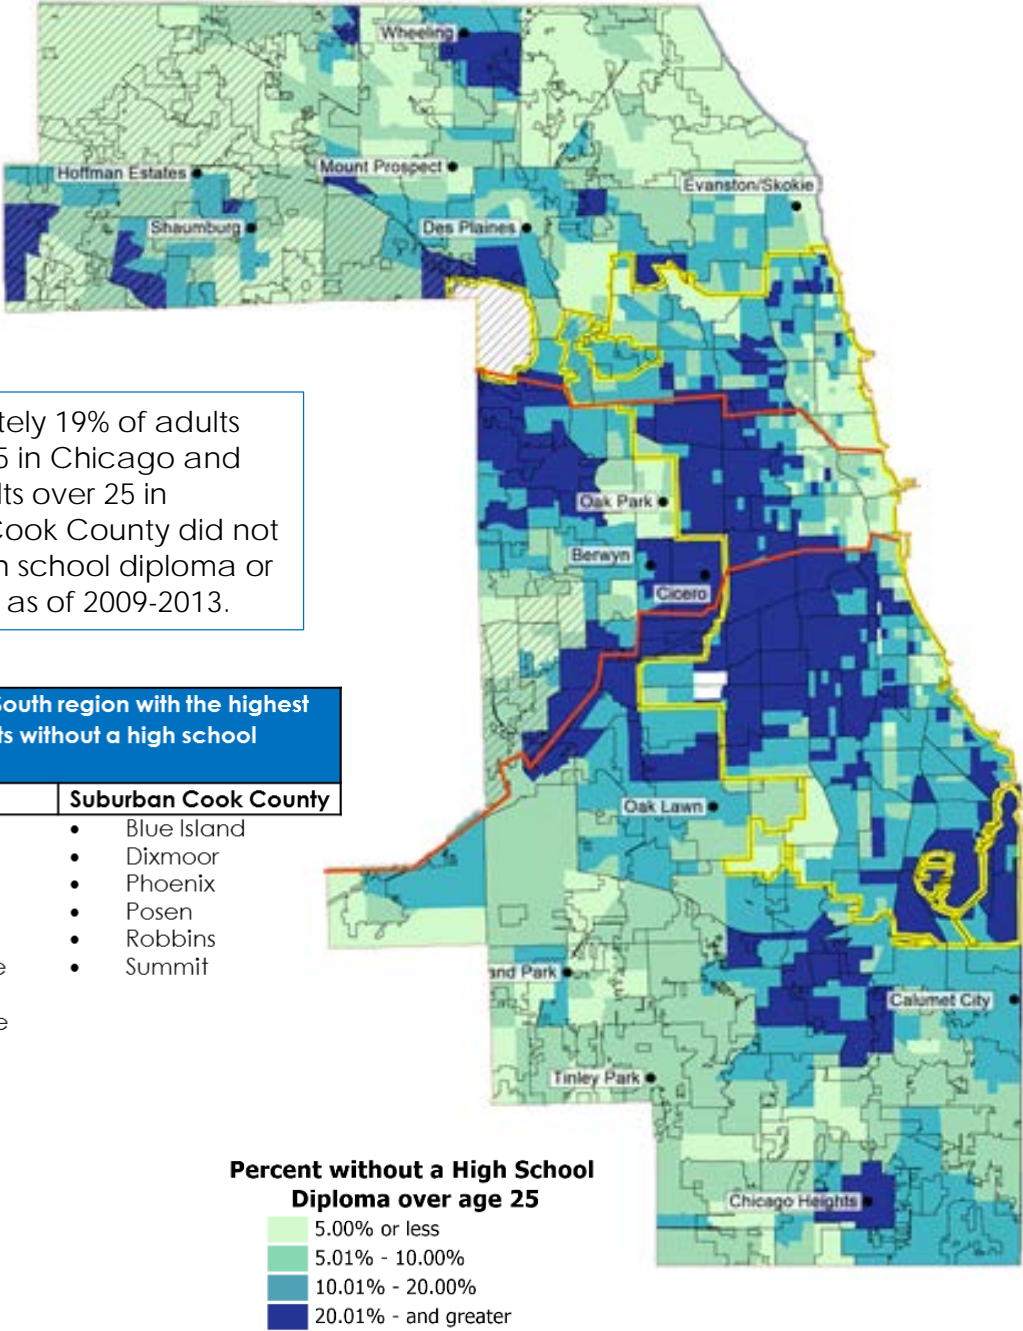 Wheeling
Hoffman Estates
Mount Prospect
Evanston/Skokie
Shaumburg
Des Plaines
tely 19% of adults
5 in Chicago and
lts over 25 in
Cook County did not
h school diploma or
as of 2009-2013.
Oak Park
Berwyn
Cicero
South region with the highest
ts without a high school
Suburban Cook County
• Blue Island
• Dixmoor
• Phoenix
• Posen
• Robbins
e • Summit
e
Oak Lawn
and Park
Calumet City
Tinley Park
Chicago Heights
Percent without a High School
Diploma over age 25
5.00% or less
5.01% - 10.00%
10.01% - 20.00%
20.01% - and greater